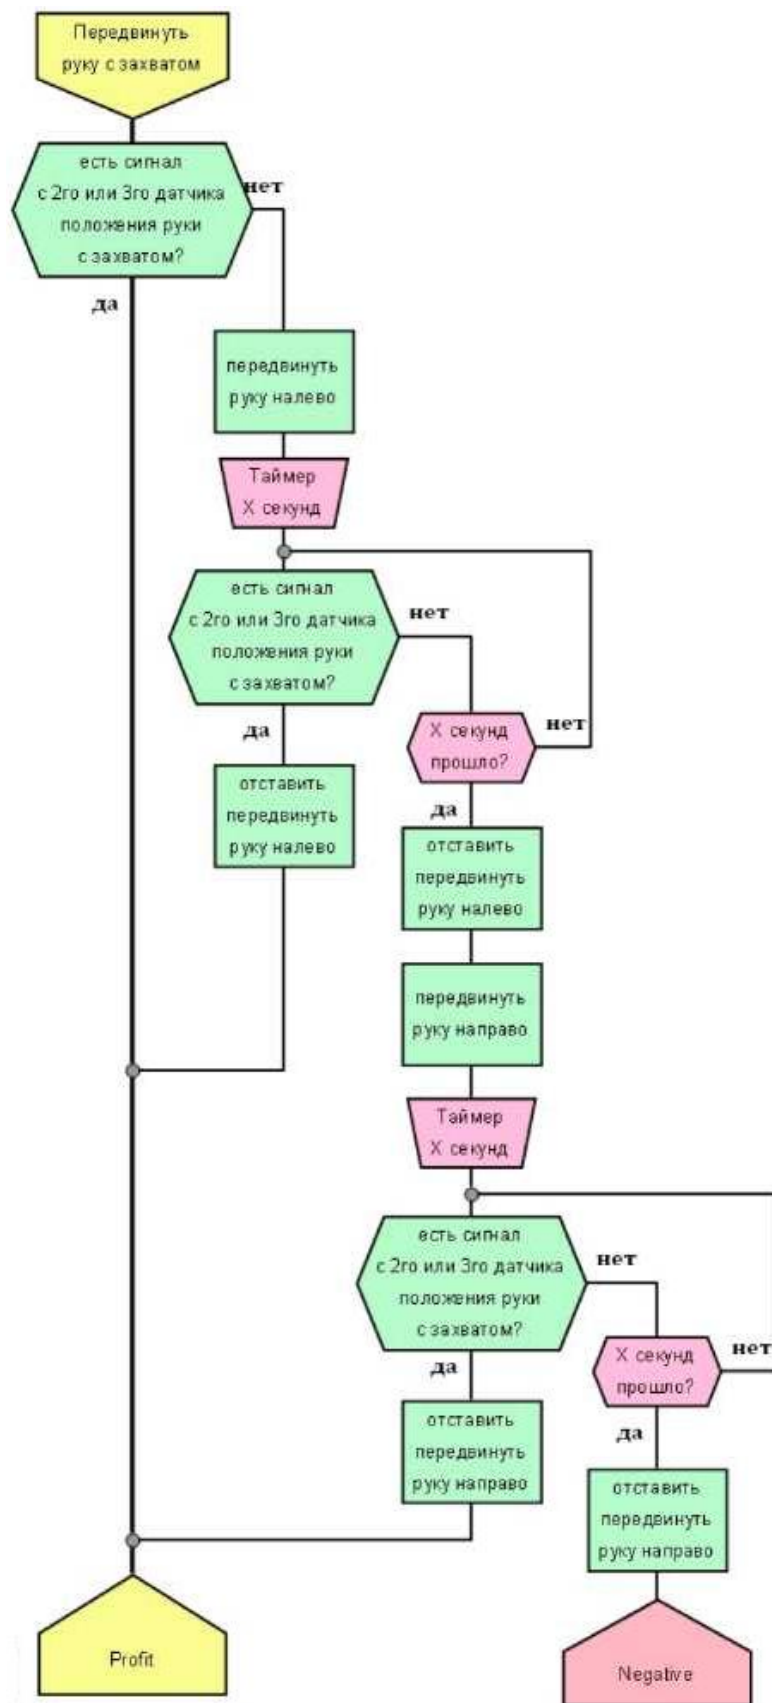 Передвинуть
руку с захватом
есть сигнал
с 2го или 3го датчика
положения руки
с захватом?
нет
да
передвинуть
руку налево
Таймер
X секунд
есть сигнал
с 2го или 3го датчика
положения руки
с захватом?
нет
да
X секунд
прошло?
нет
да
отставить
передвинуть
руку налево
отставить
передвинуть
руку налево
передвинуть
руку направо
Таймер
X секунд
есть сигнал
с 2го или 3го датчика
положения руки
с захватом?
нет
да
X секунд
прошло?
нет
да
отставить
передвинуть
руку направо
отставить
передвинуть
руку направо
Profit
Negative